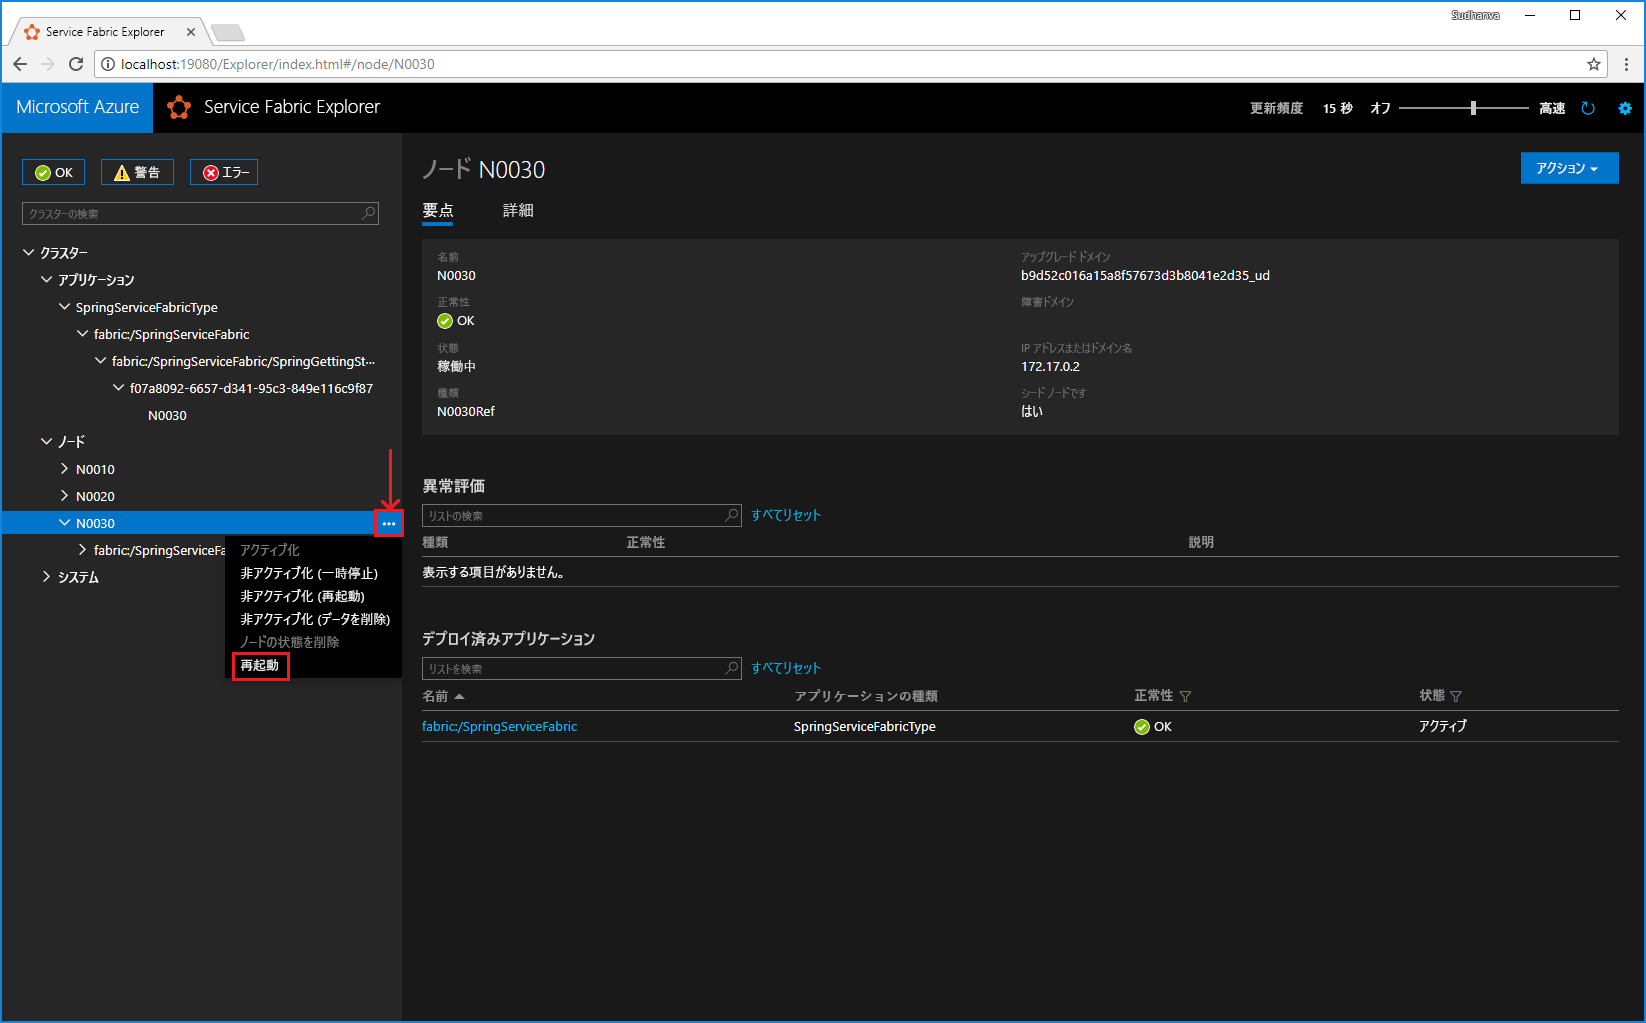 Sudhanva
Service Fabric Explorer
localhost:19080/Explorer/index.html#/node/N0030
Microsoft Azure
Service Fabric Explorer
更新頻度 15 秒 オフ 高速
OK 警告 エラー
クラスターの検索
クラスター
アプリケーション
SpringServiceFabricType
fabric:/SpringServiceFabric
fabric:/SpringServiceFabric/SpringGettingSt...
f07a8092-6657-d341-95c3-849e116c9f87
N0030
ノード
N0010
N0020
N0030
...
fabric:/SpringServiceFa
システム
アクティブ化
非アクティブ化 (一時停止)
非アクティブ化 (再起動)
非アクティブ化 (データを削除)
ノードの状態を削除
再起動
ノード N0030
アクション
要点 詳細
名前
N0030
アップグレード ドメイン
b9d52c016a15a8f57673d3b8041e2d35_ud
正常性
OK
障害ドメイン
状態
稼働中
IP アドレスまたはドメイン名
172.17.0.2
種類
N0030Ref
シード ノードです
はい
異常評価
リストの検索 すべてリセット
種類 正常性 説明
表示する項目がありません。
デプロイ済みアプリケーション
リストを検索 すべてリセット
名前 アプリケーションの種類 正常性 状態
fabric:/SpringServiceFabric SpringServiceFabricType OK アクティブ